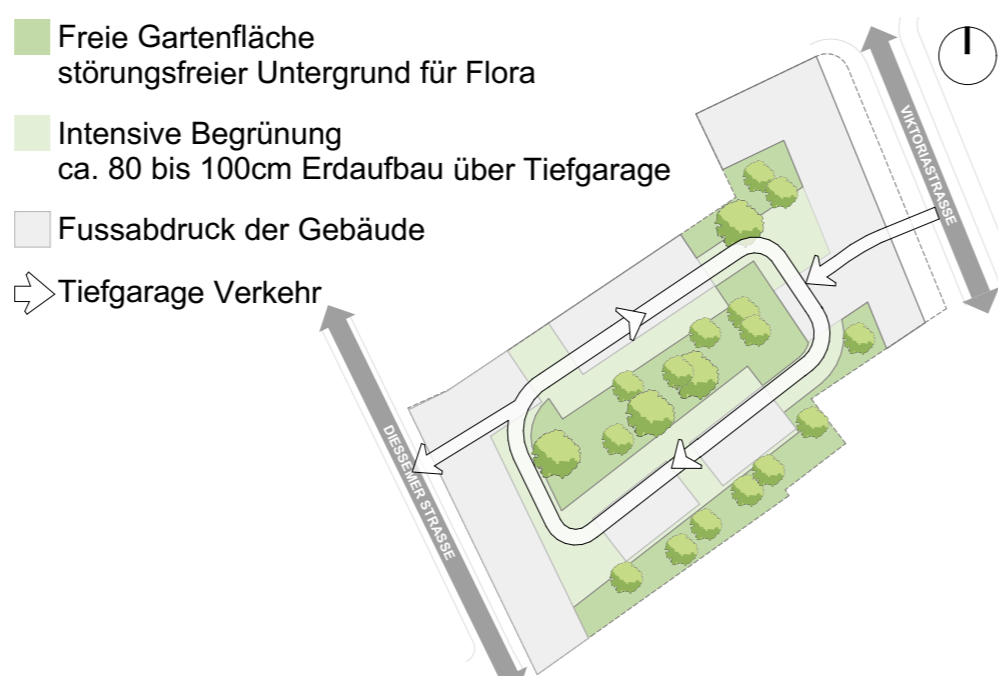 Freie Gartenfläche
störungsfreier Untergrund für Flora
Intensive Begrünung
ca. 80 bis 100cm Erdaufbau über Tiefgarage
Fussabdruck der Gebäude
Tiefgarage Verkehr
VIKTORIASTRASSE
DIESSEMER STRASSE